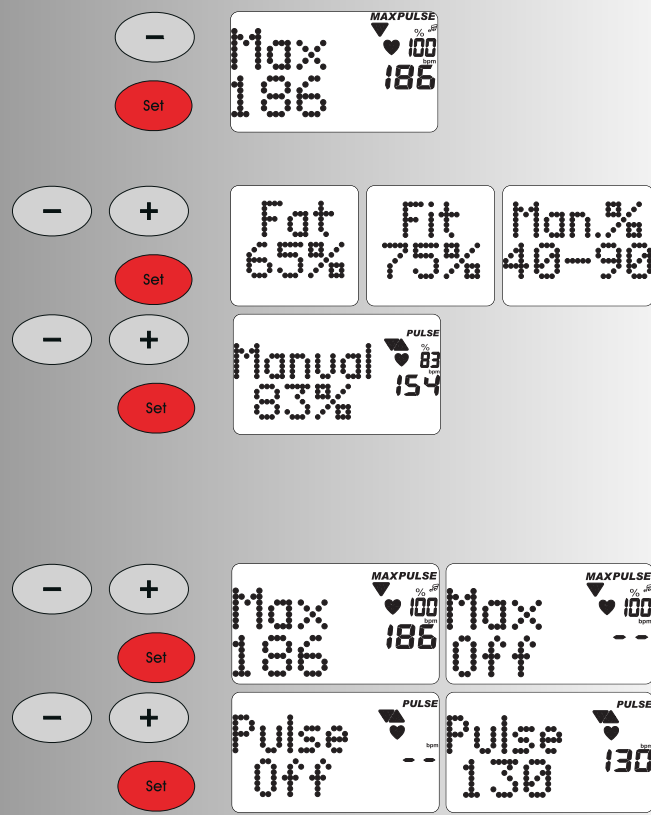 −
MAXPULSE
Max
% 100
bpm
186
186
Set
− +
Fat
65%
Fit
75%
Man.%
40-90
Set
− +
PULSE
Manual
% 83
bpm
154
83%
Set
− +
MAXPULSE
Max
% 100
bpm
186
186
MAXPULSE
Max
% 100
bpm
- -
Off
Set
− +
PULSE
Pulse
bpm
- -
Off
PULSE
Pulse
bpm
130
130
Set